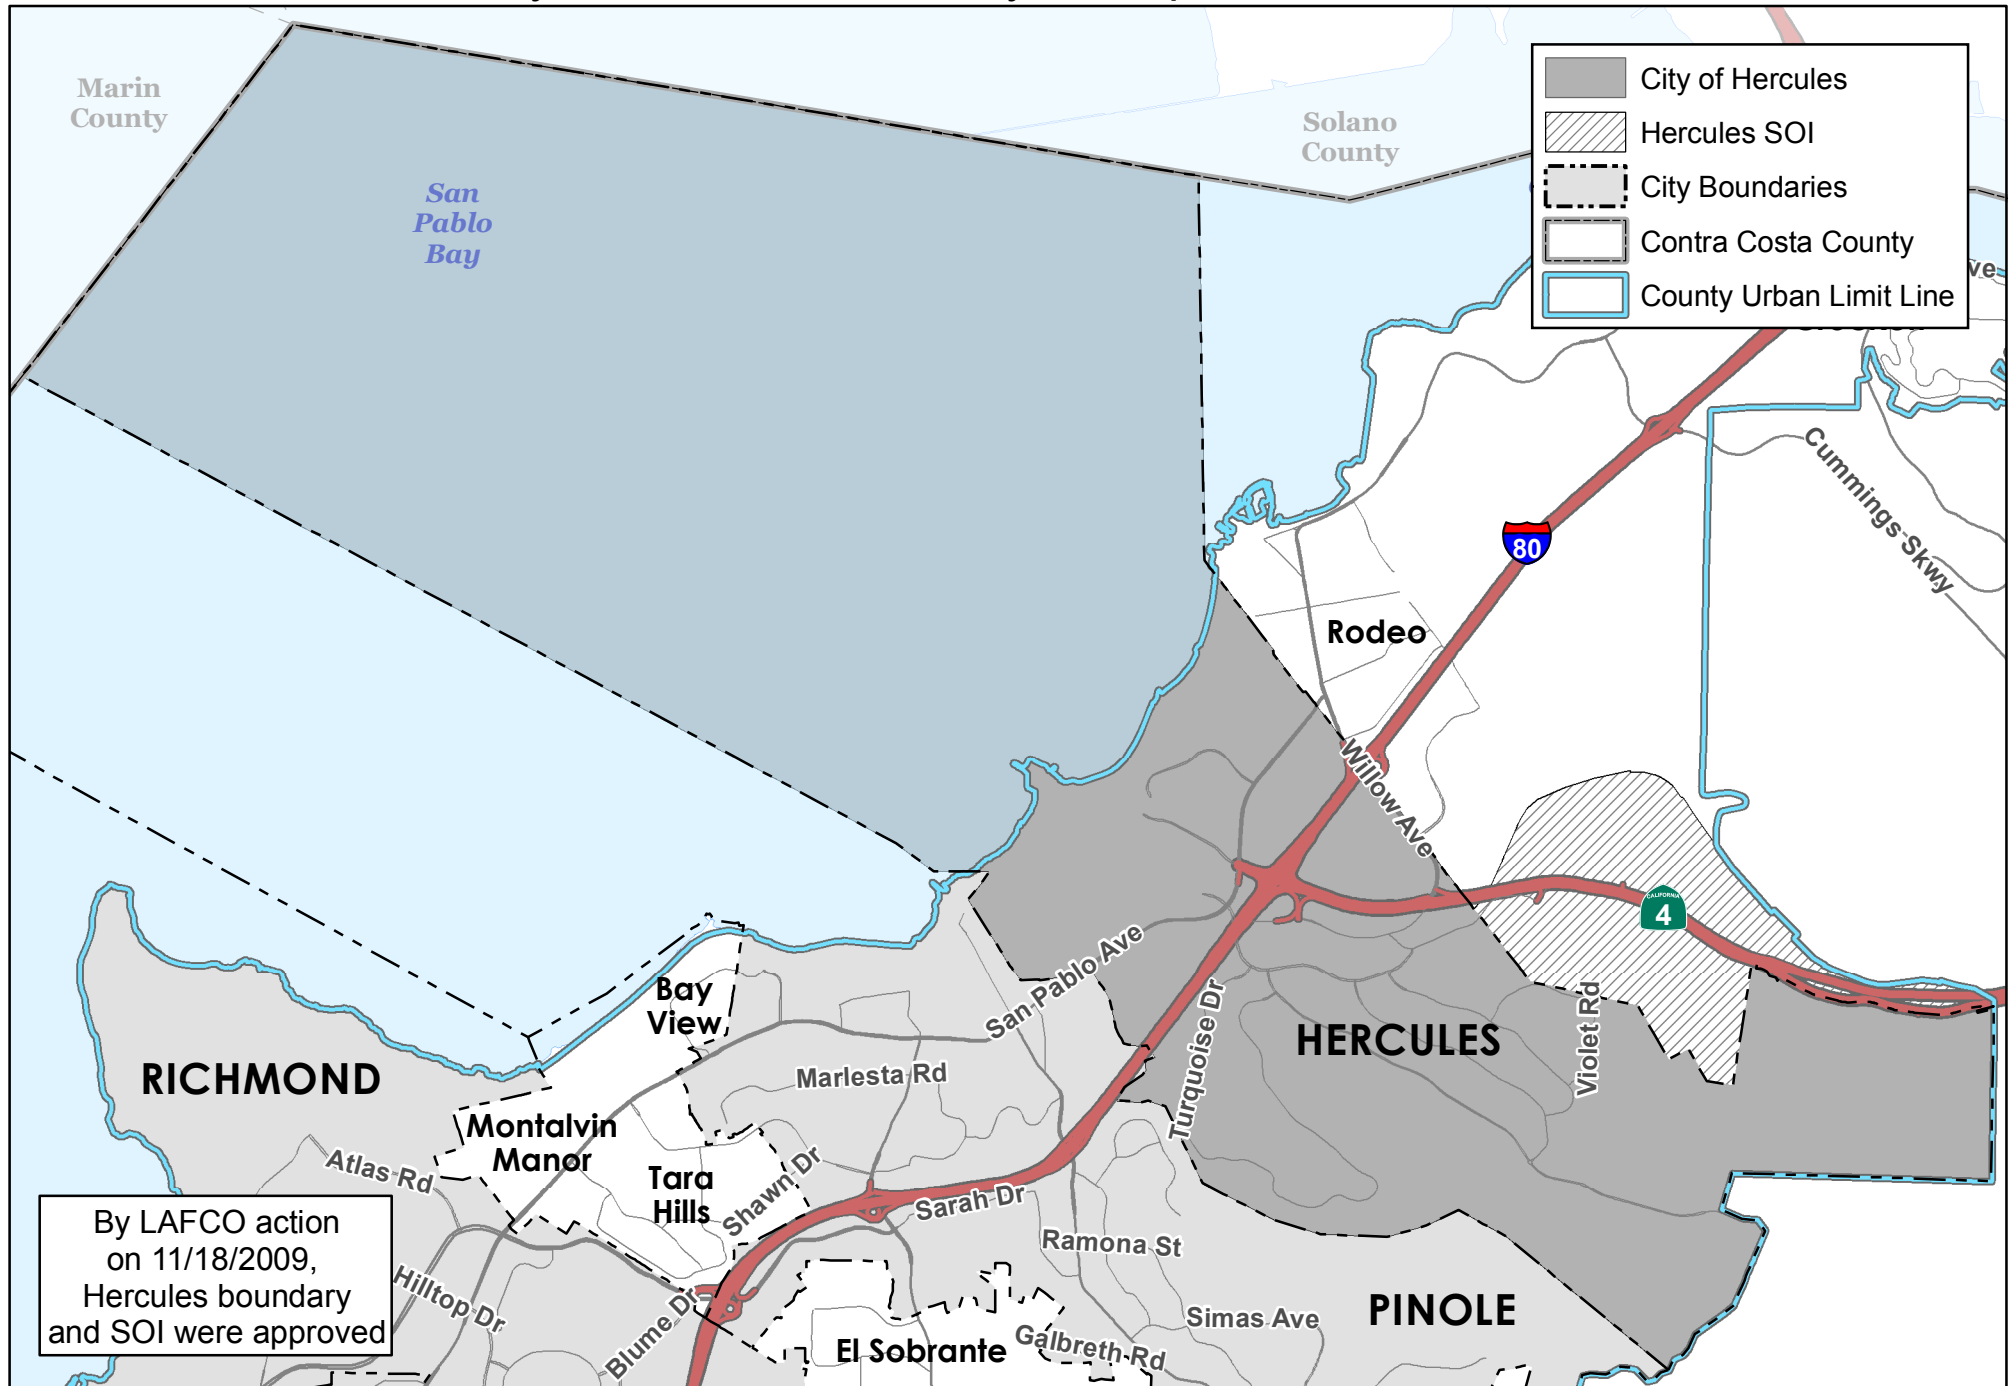 Marin
County
Solano
County
San
Pablo
Bay
City of Hercules
Hercules SOI
City Boundaries
Contra Costa County
County Urban Limit Line
Cummings Skwy
80
Rodeo
Willow Ave
CALIFORNIA
4
San Pablo Ave
Bay
View
Turquoise Dr
HERCULES
Violet Rd
RICHMOND
Marlesta Rd
Montalvin
Manor
Atlas Rd
Tara
Hills
Shawn Dr
Sarah Dr
Ramona St
By LAFCO action
on 11/18/2009,
Hercules boundary
and SOI were approved
Hilltop Dr
Blume Dr
El Sobrante
Galbreth Rd
Simas Ave
PINOLE